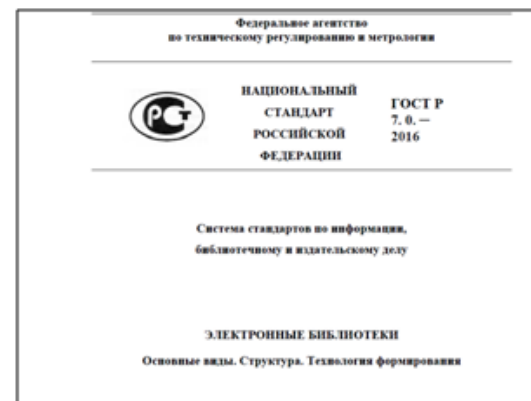 Федеральное агентство
по техническому регулированию и метрологии
РСТ
НАЦИОНАЛЬНЫЙ
СТАНДАРТ
РОССИЙСКОЙ
ФЕДЕРАЦИИ
ГОСТ Р
7. 0. —
2016
Система стандартов по информации,
библиотечному и издательскому делу
ЭЛЕКТРОННЫЕ БИБЛИОТЕКИ
Основные виды. Структура. Технология формирования